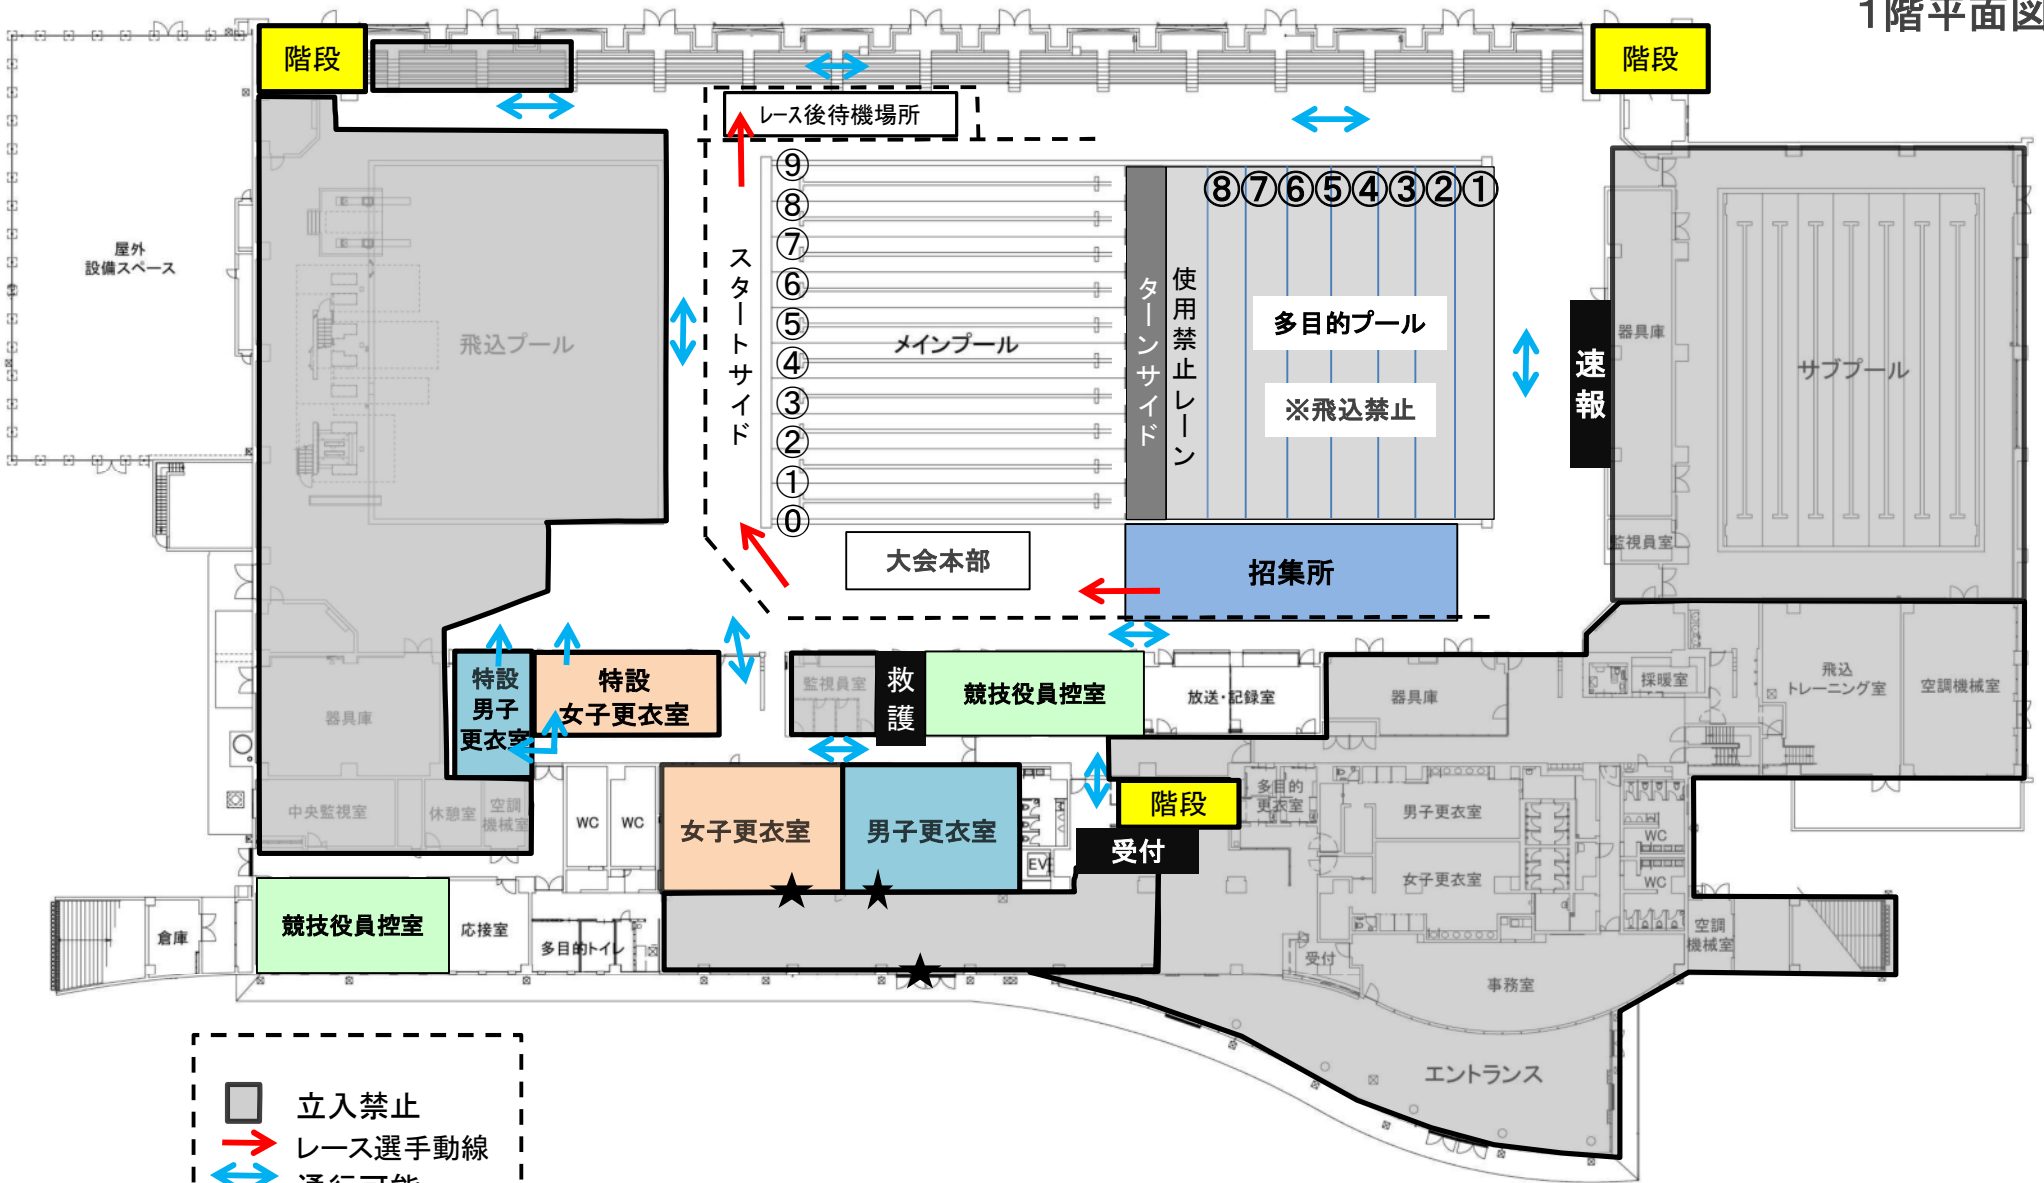 1階平面図
階段
階段
レース後待機場所
⑨
⑧
⑦
⑥
⑤
④
③
②
①
⓪
⑧⑦⑥⑤④③②①
屋外
設備スペース
飛込プール
スタートサイド
メインプール
ターンサイド
使用禁止レーン
多目的プール
※飛込禁止
速報
器具庫
サブプール
監視員室
大会本部
招集所
特設
男子
更衣室
特設
女子更衣室
監視員室
救護
競技役員控室
放送・記録室
器具庫
採暖室
飛込
トレーニング室
空調機械室
器具庫
中央監視室
休憩室
空調
機械室
WC
WC
女子更衣室
男子更衣室
EV
階段
受付
多目的
更衣室
男子更衣室
女子更衣室
WC
WC
空調
機械室
倉庫
競技役員控室
応接室
多目的トイレ
受付
事務室
エントランス
立入禁止
レース選手動線
通行可能